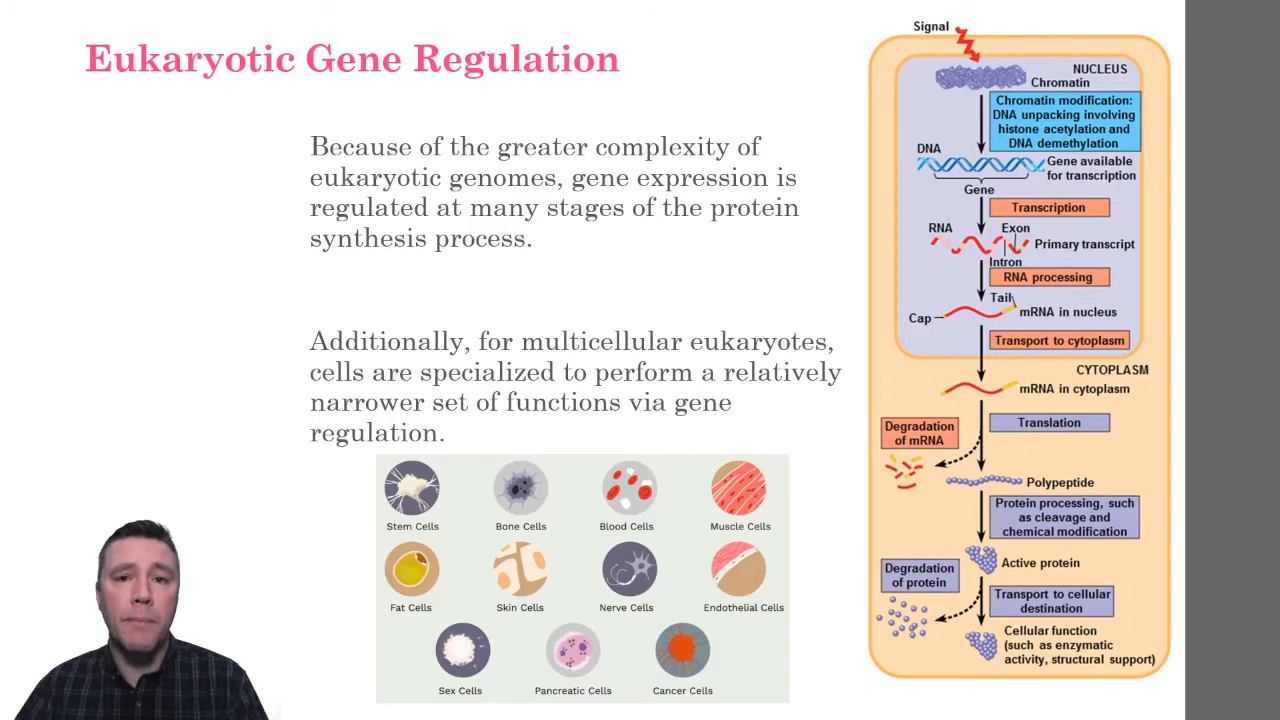 Eukaryotic Gene Regulation
Because of the greater complexity of
eukaryotic genomes, gene expression is
regulated at many stages of the protein
synthesis process.
Additionally, for multicellular eukaryotes,
cells are specialized to perform a relatively
narrower set of functions via gene
regulation.
Stem Cells
Bone Cells
Blood Cells
Muscle Cells
Fat Cells
Skin Cells
Nerve Cells
Endothelial Cells
Sex Cells
Pancreatic Cells
Cancer Cells
Signal
NUCLEUS
Chromatin
Chromatin modification:
DNA unpacking involving
histone acetylation and
DNA demethylation
DNA
Gene available
for transcription
Gene
Transcription
RNA
Exon
Primary transcript
Intron
RNA processing
Tail
Cap
mRNA in nucleus
Transport to cytoplasm
CYTOPLASM
mRNA in cytoplasm
Degradation
of mRNA
Translation
Polypeptide
Protein processing, such
as cleavage and
chemical modification
Active protein
Degradation
of protein
Transport to cellular
destination
Cellular function
(such as enzymatic
activity, structural support)